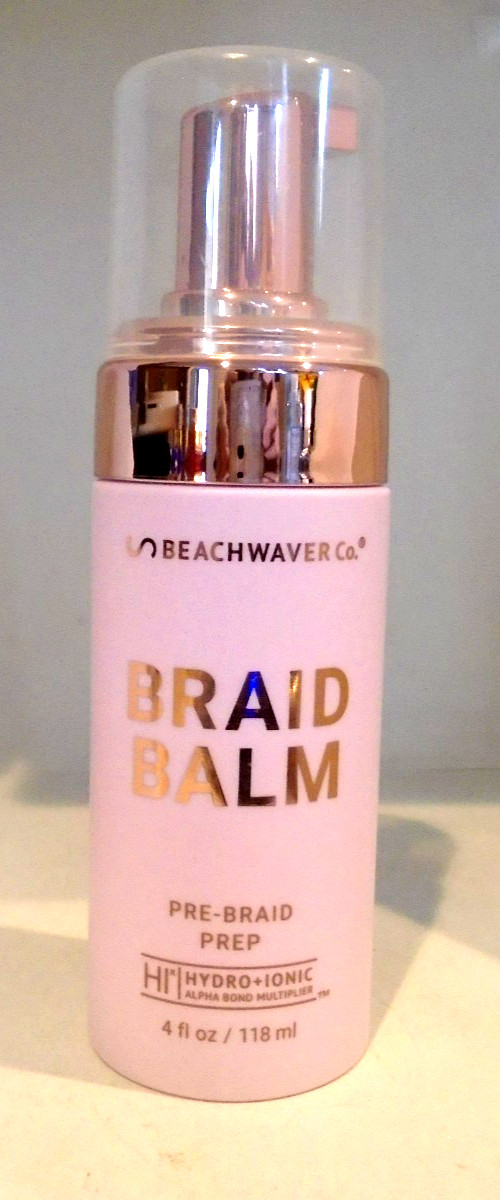 BEACHWAVER Co.®
BRAID
BALM
PRE-BRAID
PREP
HI+ HYDRO+IONIC
ALPHA BOND MULTIPLIER™
4 fl oz / 118 ml